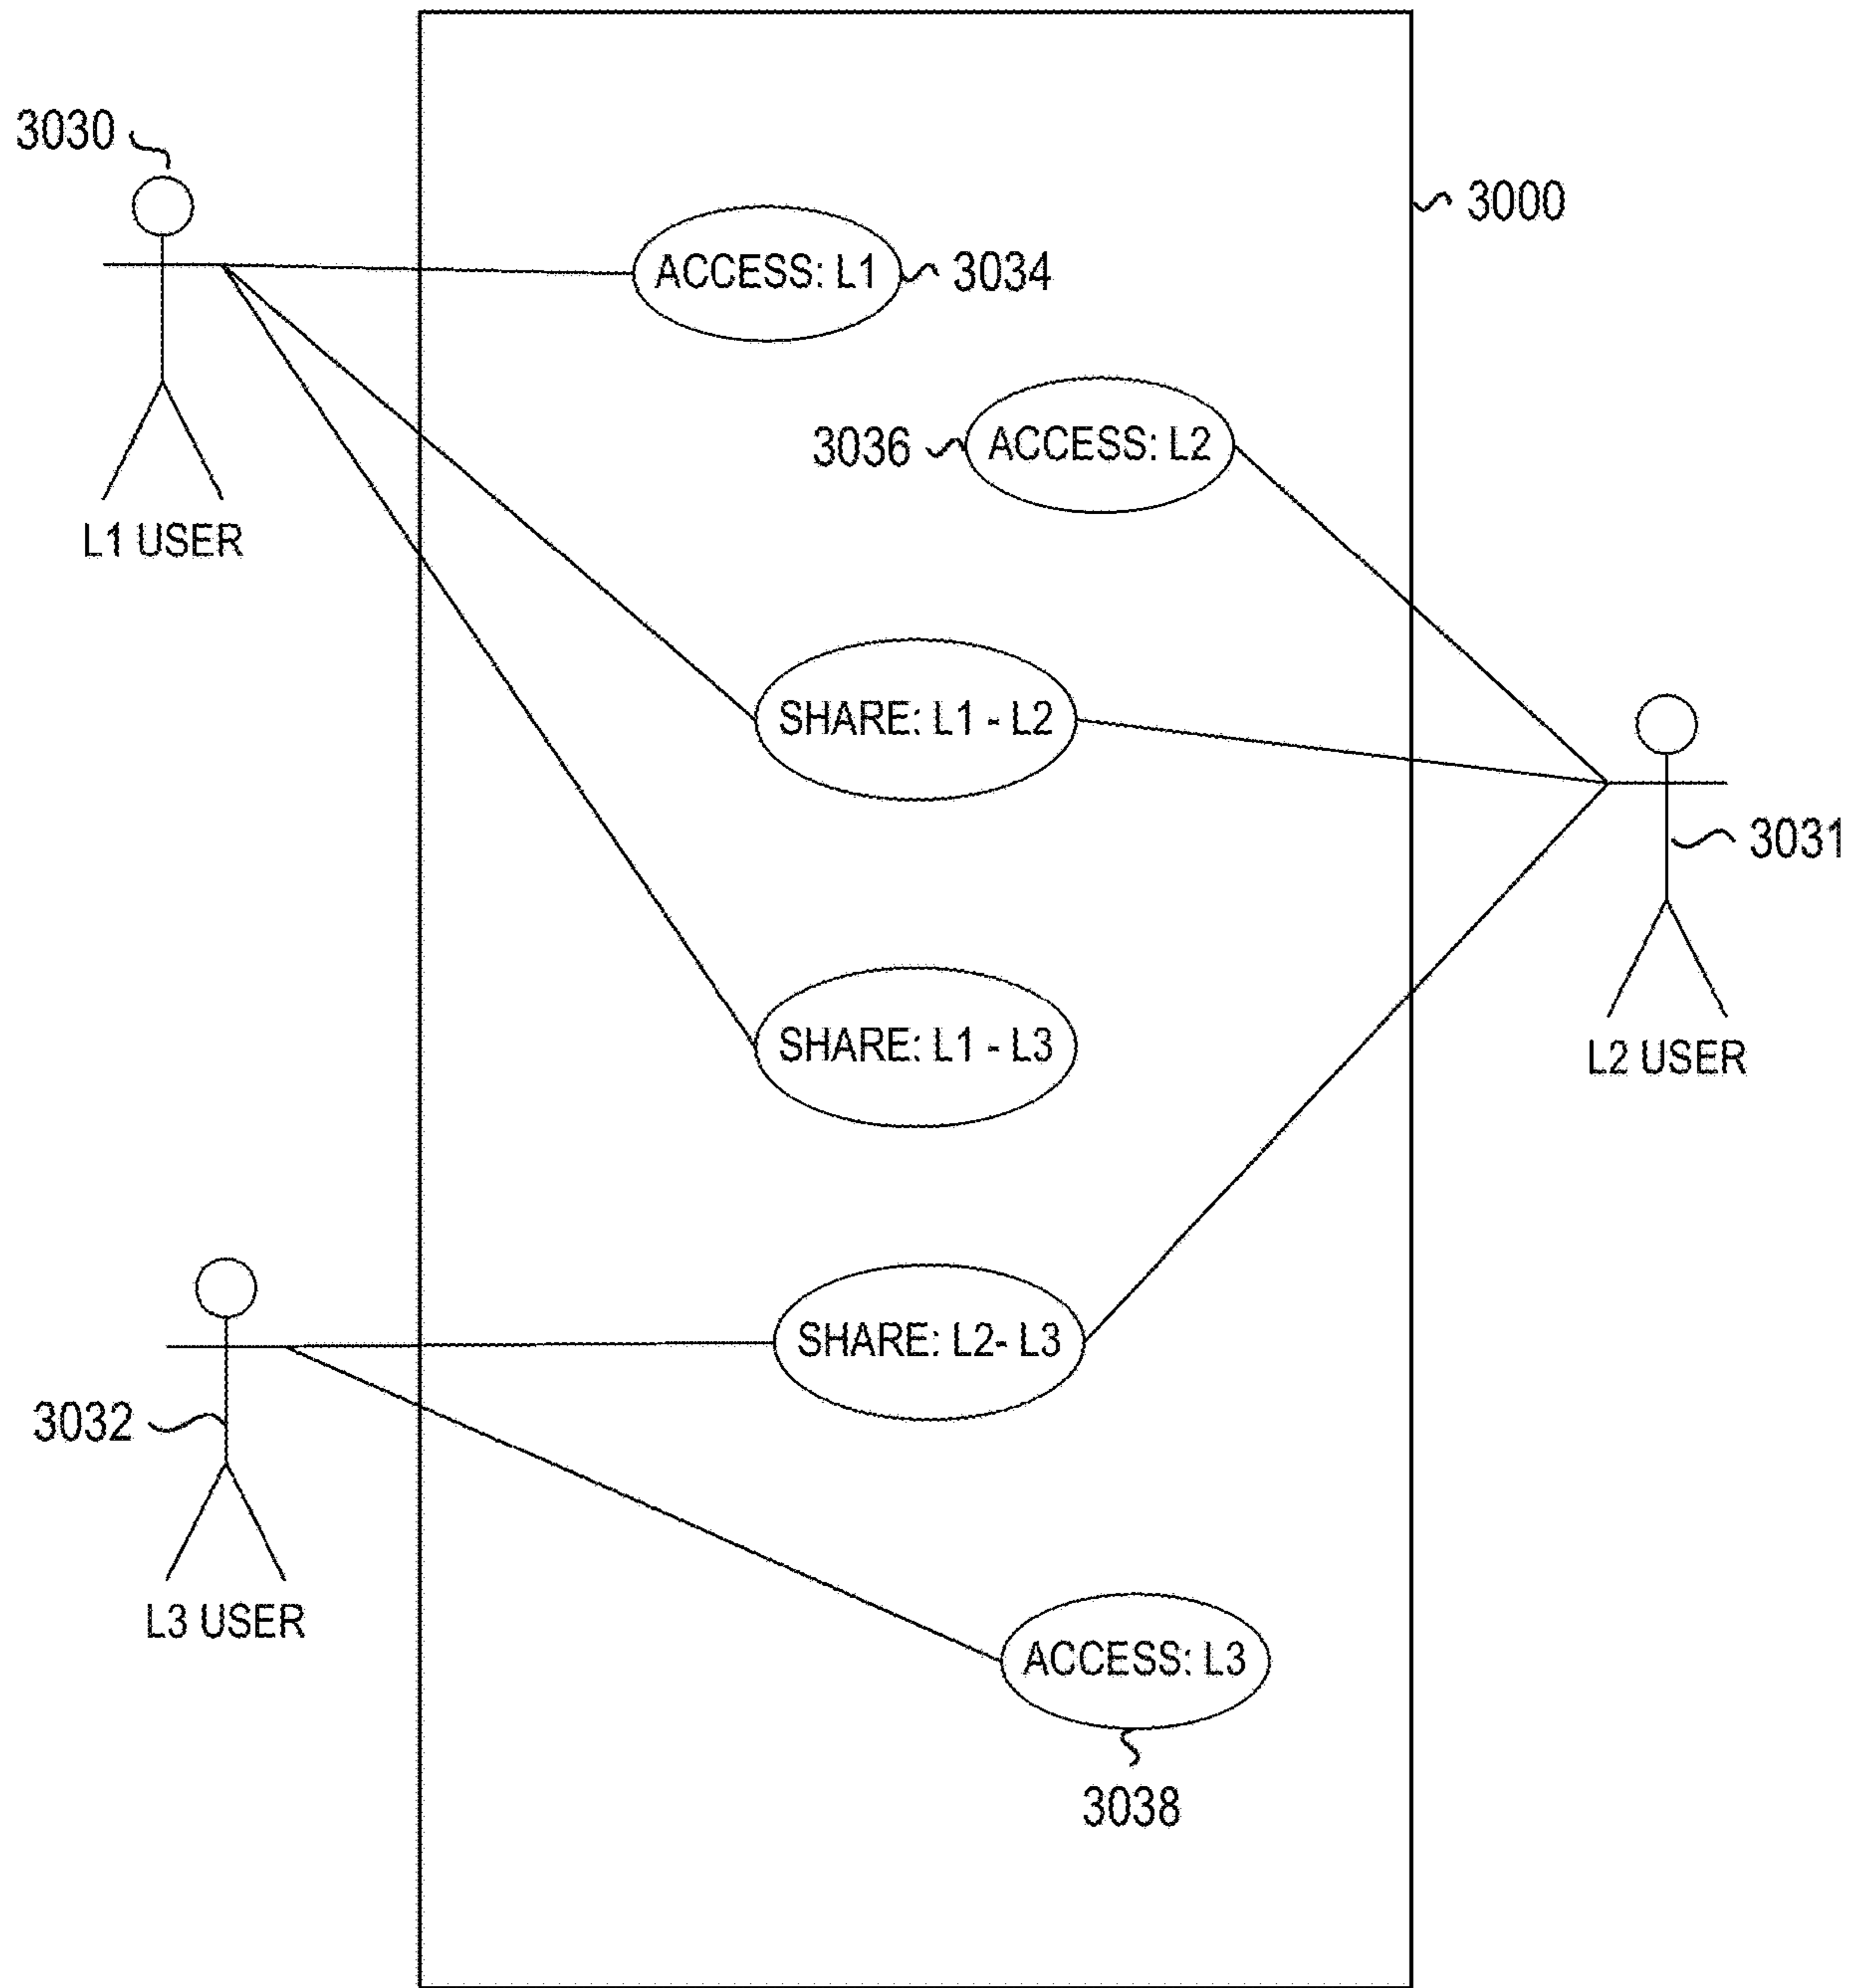 3030
3000
ACCESS: L1
3034
3036
ACCESS: L2
L1 USER
SHARE: L1 - L2
3031
SHARE: L1 - L3
L2 USER
SHARE: L2- L3
3032
L3 USER
ACCESS: L3
3038